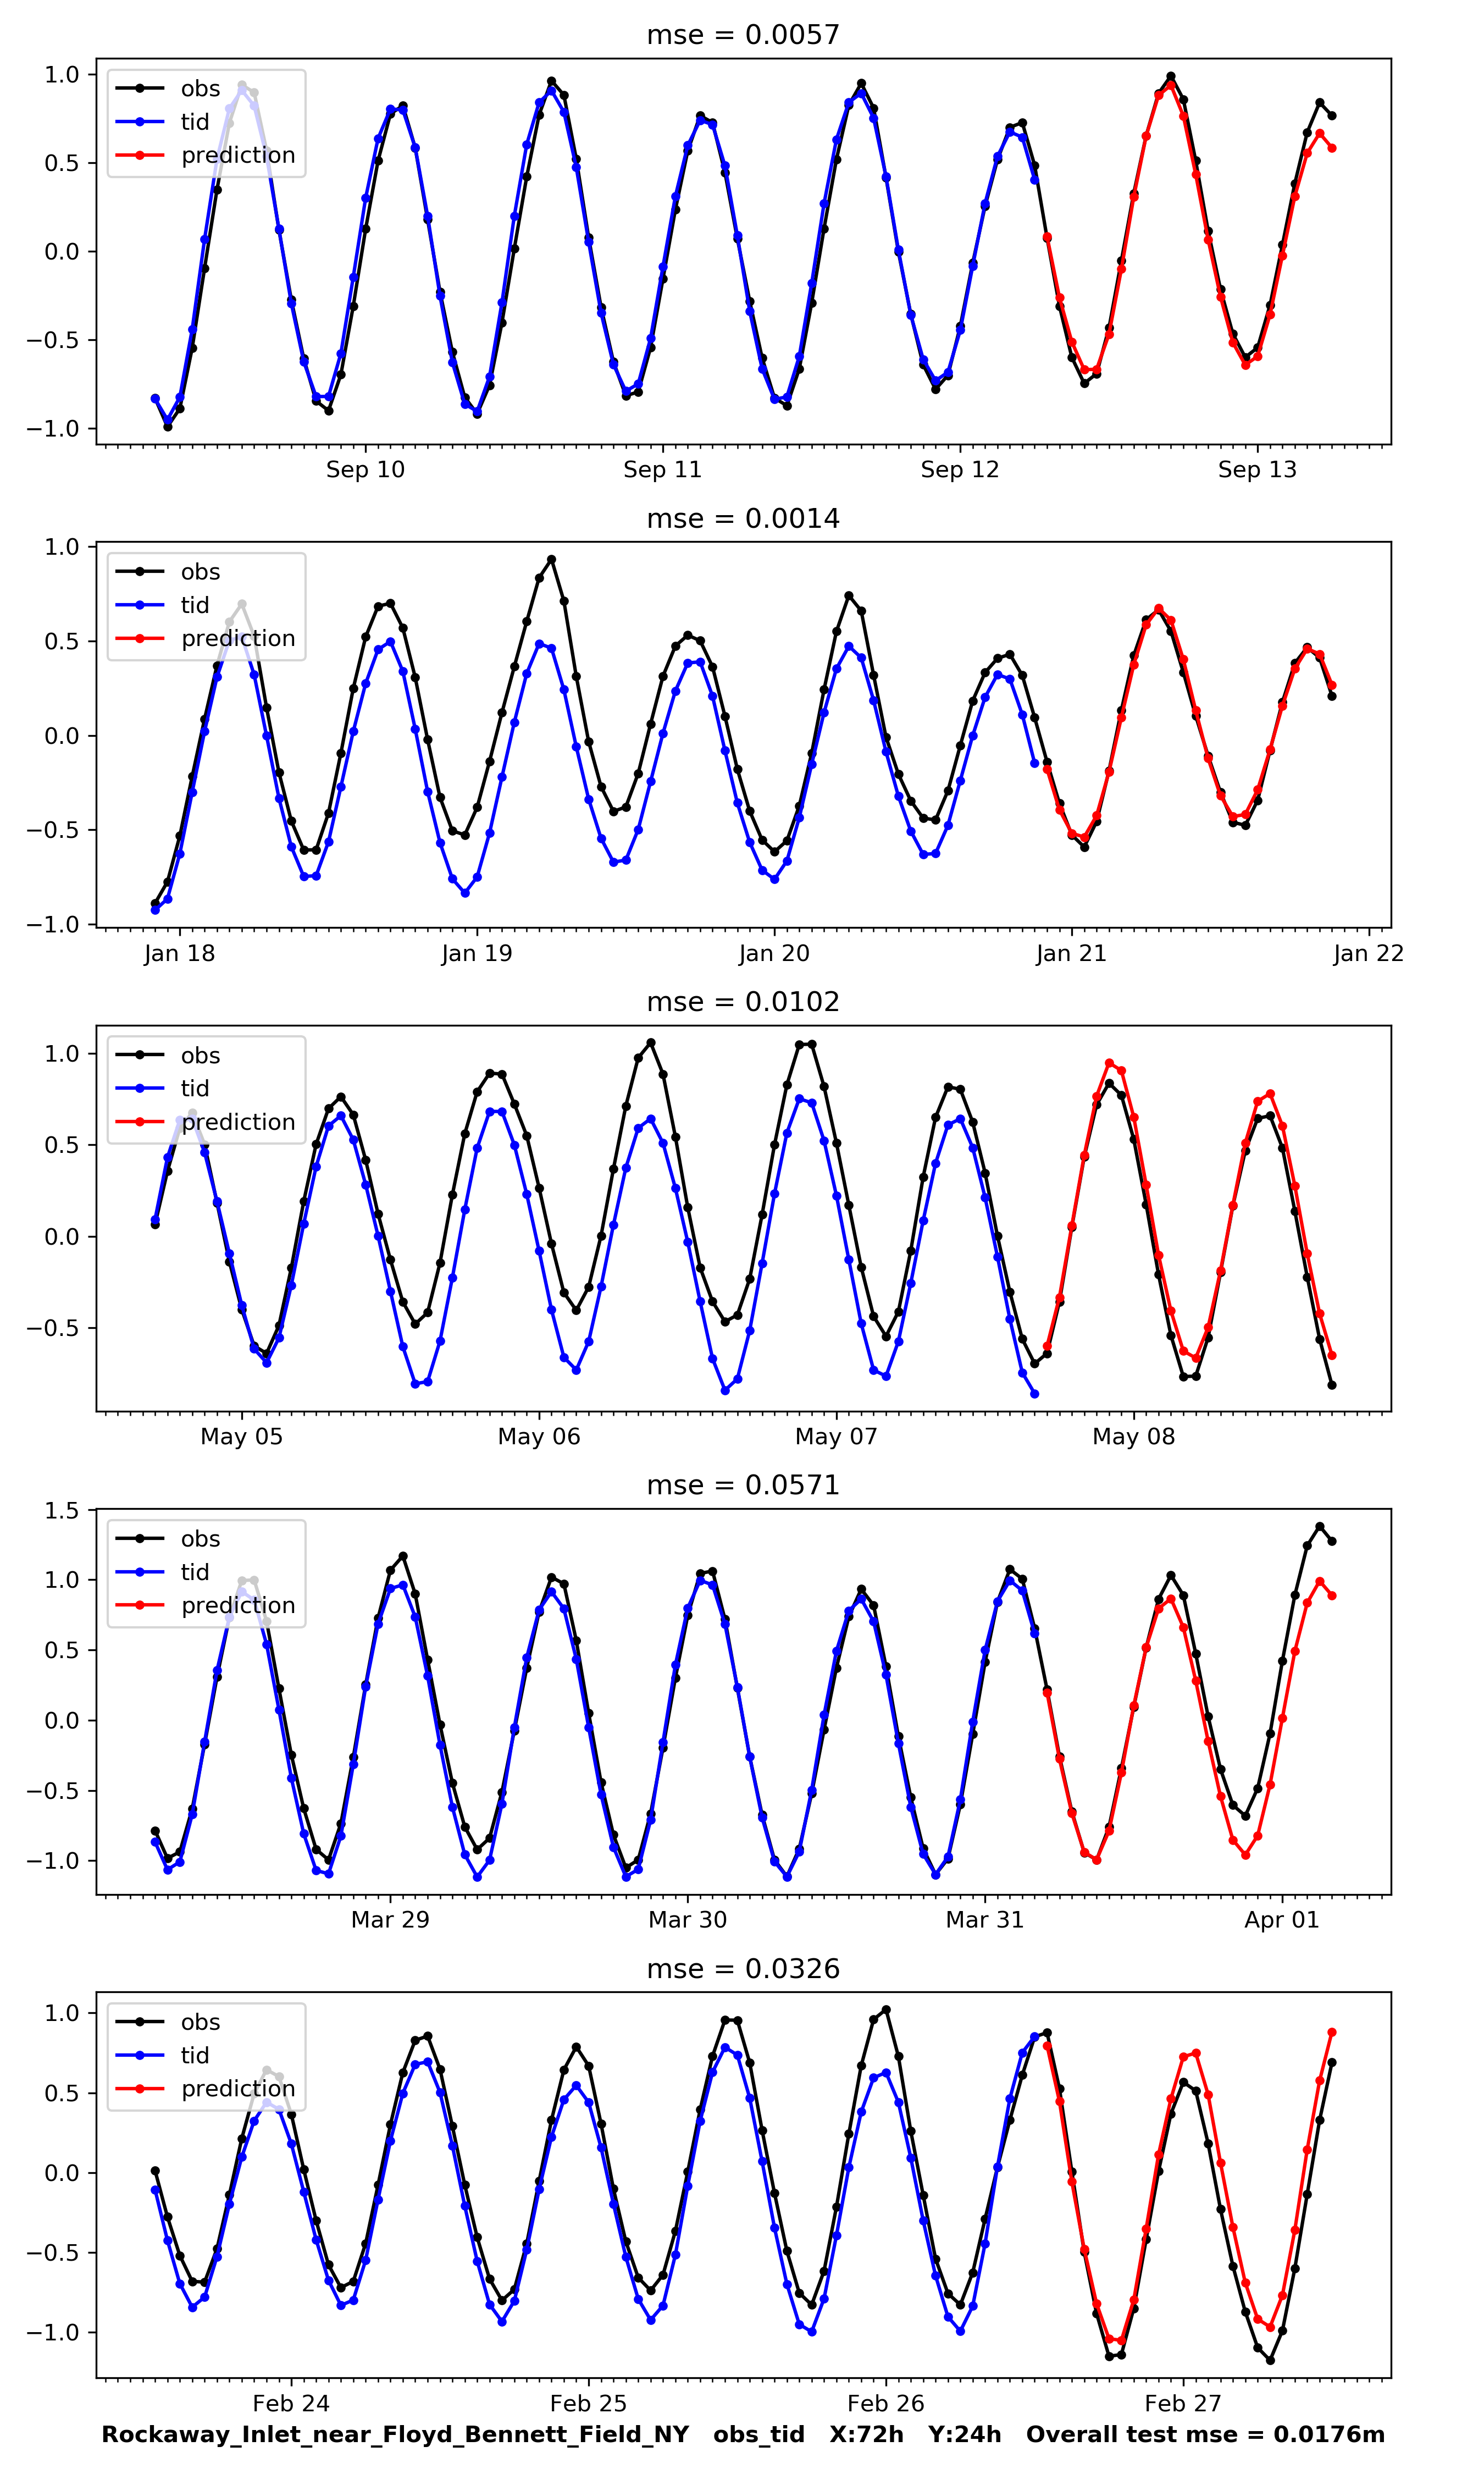 mse = 0.0057
1.0
0.5
0.0
−0.5
−1.0
obs
tid
prediction
Sep 10 Sep 11 Sep 12 Sep 13
mse = 0.0014
1.0
0.5
0.0
−0.5
−1.0
obs
tid
prediction
Jan 18 Jan 19 Jan 20 Jan 21 Jan 22
mse = 0.0102
1.0
0.5
0.0
−0.5
obs
tid
prediction
May 05 May 06 May 07 May 08
mse = 0.0571
1.5
1.0
0.5
0.0
−0.5
−1.0
obs
tid
prediction
Mar 29 Mar 30 Mar 31 Apr 01
mse = 0.0326
1.0
0.5
0.0
−0.5
−1.0
obs
tid
prediction
Feb 24 Feb 25 Feb 26 Feb 27
Rockaway_Inlet_near_Floyd_Bennett_Field_NY obs_tid X:72h Y:24h Overall test mse = 0.0176m